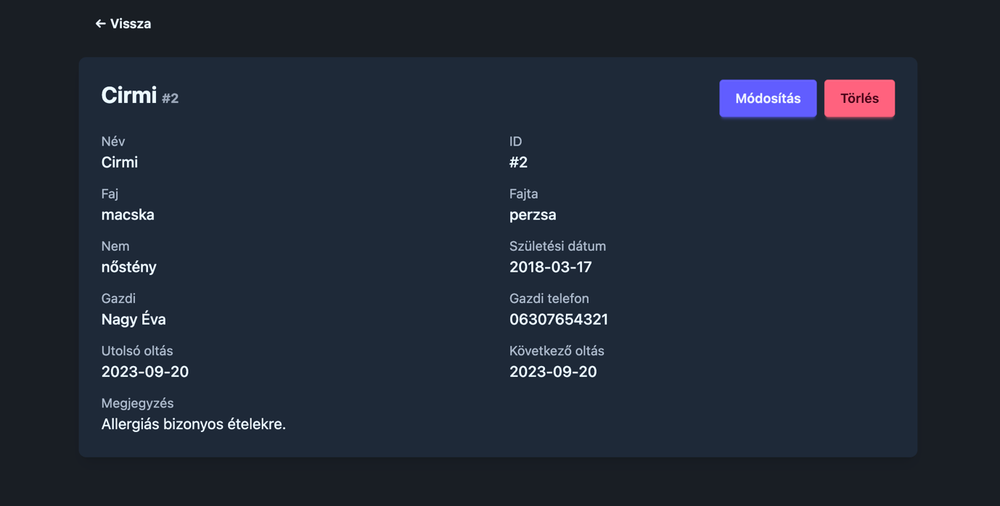 ← Vissza
Cirmi #2
Módosítás
Törlés
Név
Cirmi
ID
#2
Faj
macska
Fajta
perzsa
Nem
nőstény
Születési dátum
2018-03-17
Gazdi
Nagy Éva
Gazdi telefon
06307654321
Utolsó oltás
2023-09-20
Következő oltás
2023-09-20
Megjegyzés
Allergiás bizonyos ételekre.